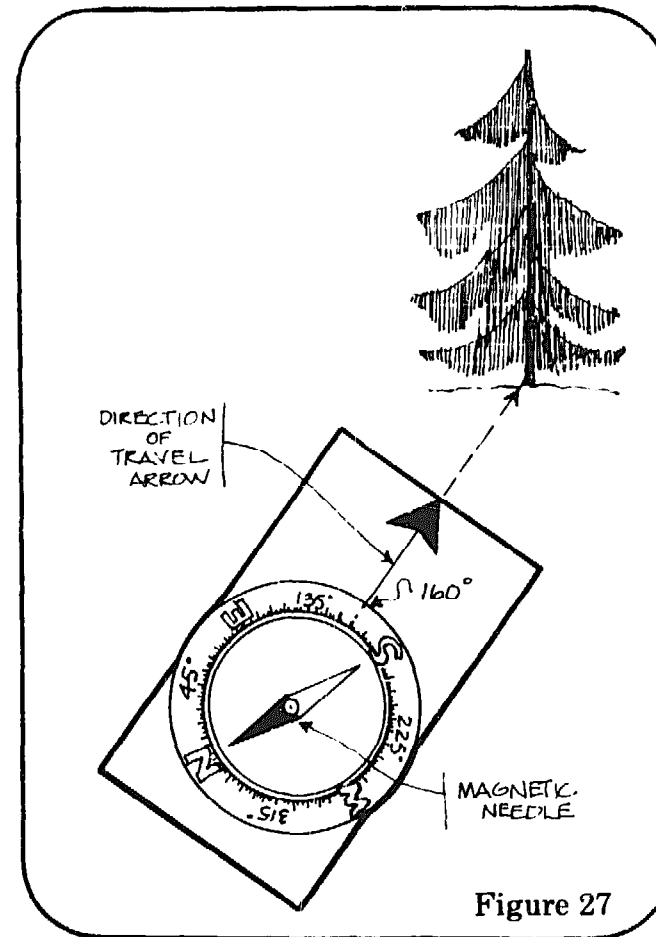 DIRECTION
OF
TRAVEL
ARROW
160°
E
135°
S
45°
225°
N
315°
W
MAGNETIC
NEEDLE
Figure 27